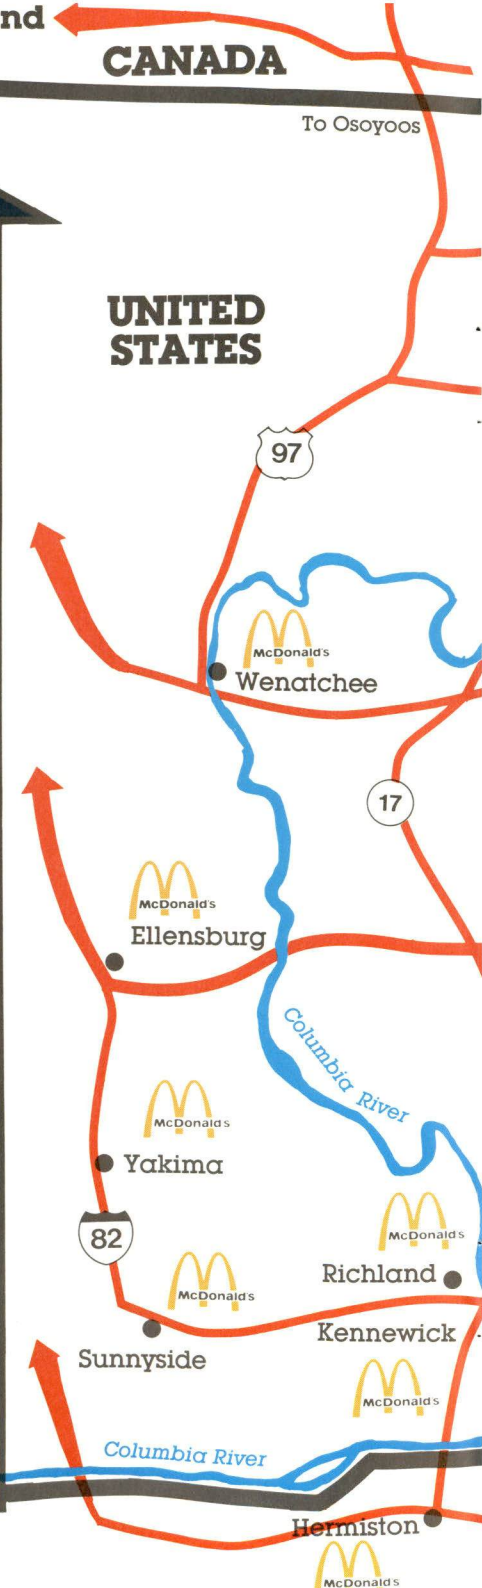 nd
CANADA
To Osoyoos
UNITED
STATES
97
McDonald's
Wenatchee
17
McDonald's
Ellensburg
Columbia River
McDonald's
Yakima
82
McDonald's
Richland
McDonald's
Kennewick
Sunnyside
McDonald's
Columbia River
Hermiston
McDonald's